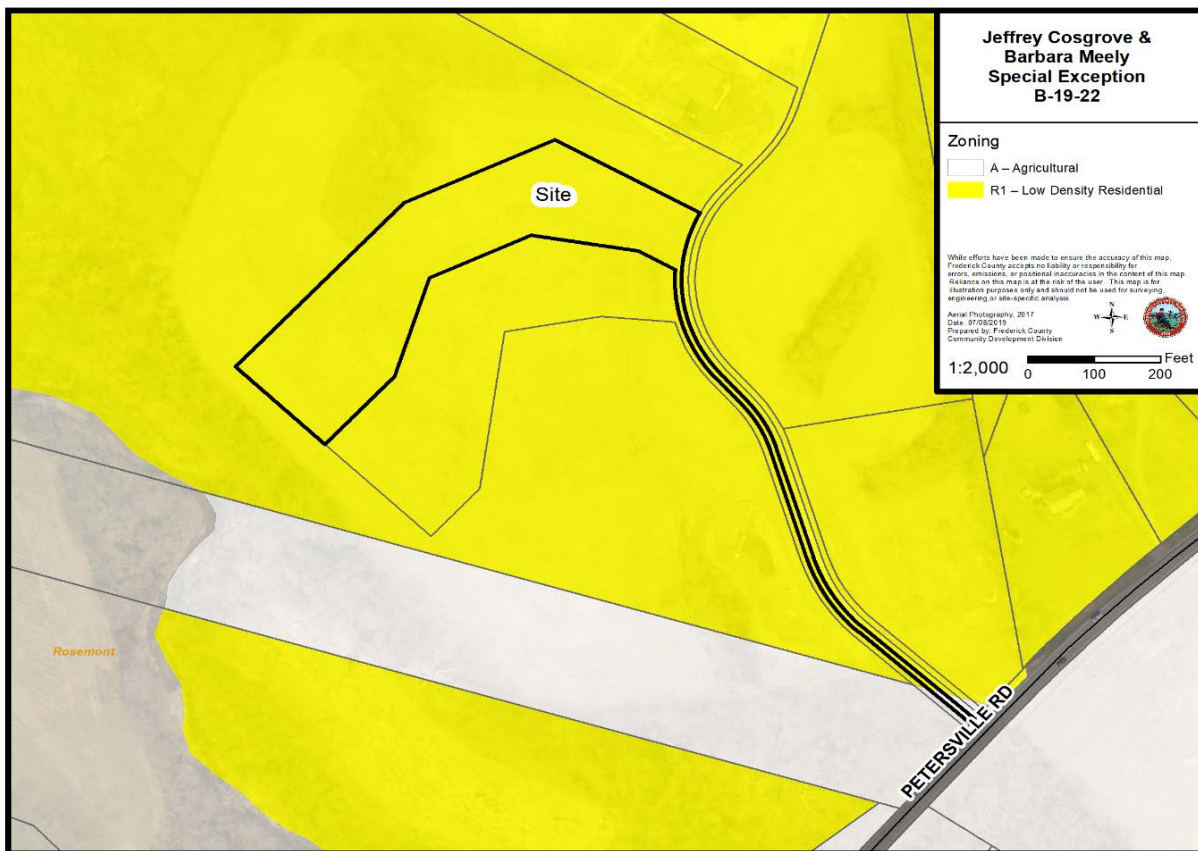 Jeffrey Cosgrove &
Barbara Meely
Special Exception
B-19-22
Zoning
A – Agricultural
R1 – Low Density Residential
While efforts have been made to ensure the accuracy of this map,
Frederick County accepts no liability or responsibility for
errors, omissions, or positional inaccuracies in the content of this map.
Reliance on this map is at the risk of the user. This map is for
illustration purposes only and should not be used for surveying,
engineering, or site-specific analysis.
Aerial Photography, 2017
Date: 07/08/2019
Prepared by: Frederick County
Community Development Division
N
W E
S
1:2,000
Feet
0 100 200
Site
Rosemont
PETERSVILLE RD